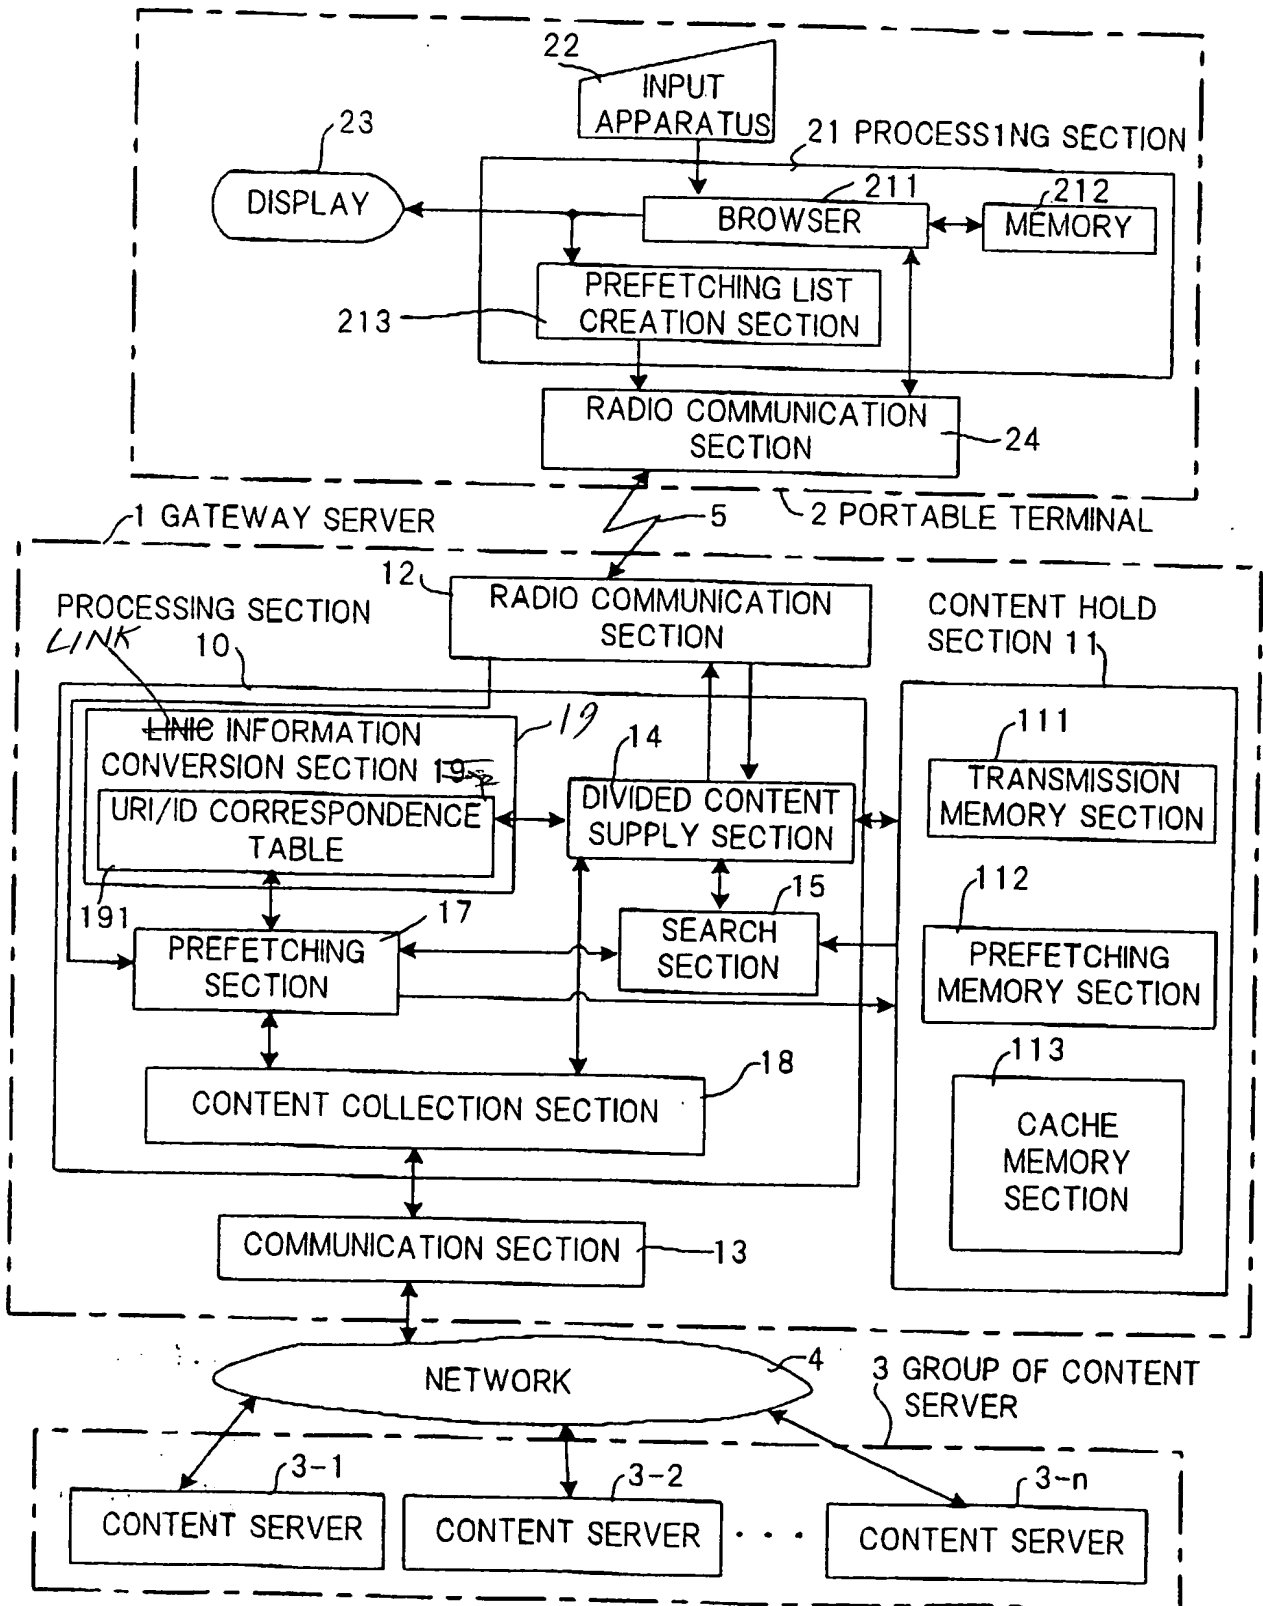 22
INPUT
APPARATUS
23
DISPLAY
21 PROCESS1NG SECTION
211
BROWSER
212
MEMORY
PREFETCHING LIST
CREATION SECTION
213
RADIO COMMUNICATION
SECTION
24
5
2 PORTABLE TERMINAL
1 GATEWAY SERVER
12
RADIO COMMUNICATION
SECTION
PROCESSING SECTION
10
LINK
CONTENT HOLD
SECTION 11
LINIC INFORMATION
CONVERSION SECTION 19
19
URI/ID CORRESPONDENCE
TABLE
191
14
DIVIDED CONTENT
SUPPLY SECTION
111
TRANSMISSION
MEMORY SECTION
15
SEARCH
SECTION
17
PREFETCHING
SECTION
112
PREFETCHING
MEMORY SECTION
18
CONTENT COLLECTION SECTION
113
CACHE
MEMORY
SECTION
COMMUNICATION SECTION
13
NETWORK
4
3 GROUP OF CONTENT
SERVER
3-1
CONTENT SERVER
3-2
CONTENT SERVER
· · ·
3-n
CONTENT SERVER